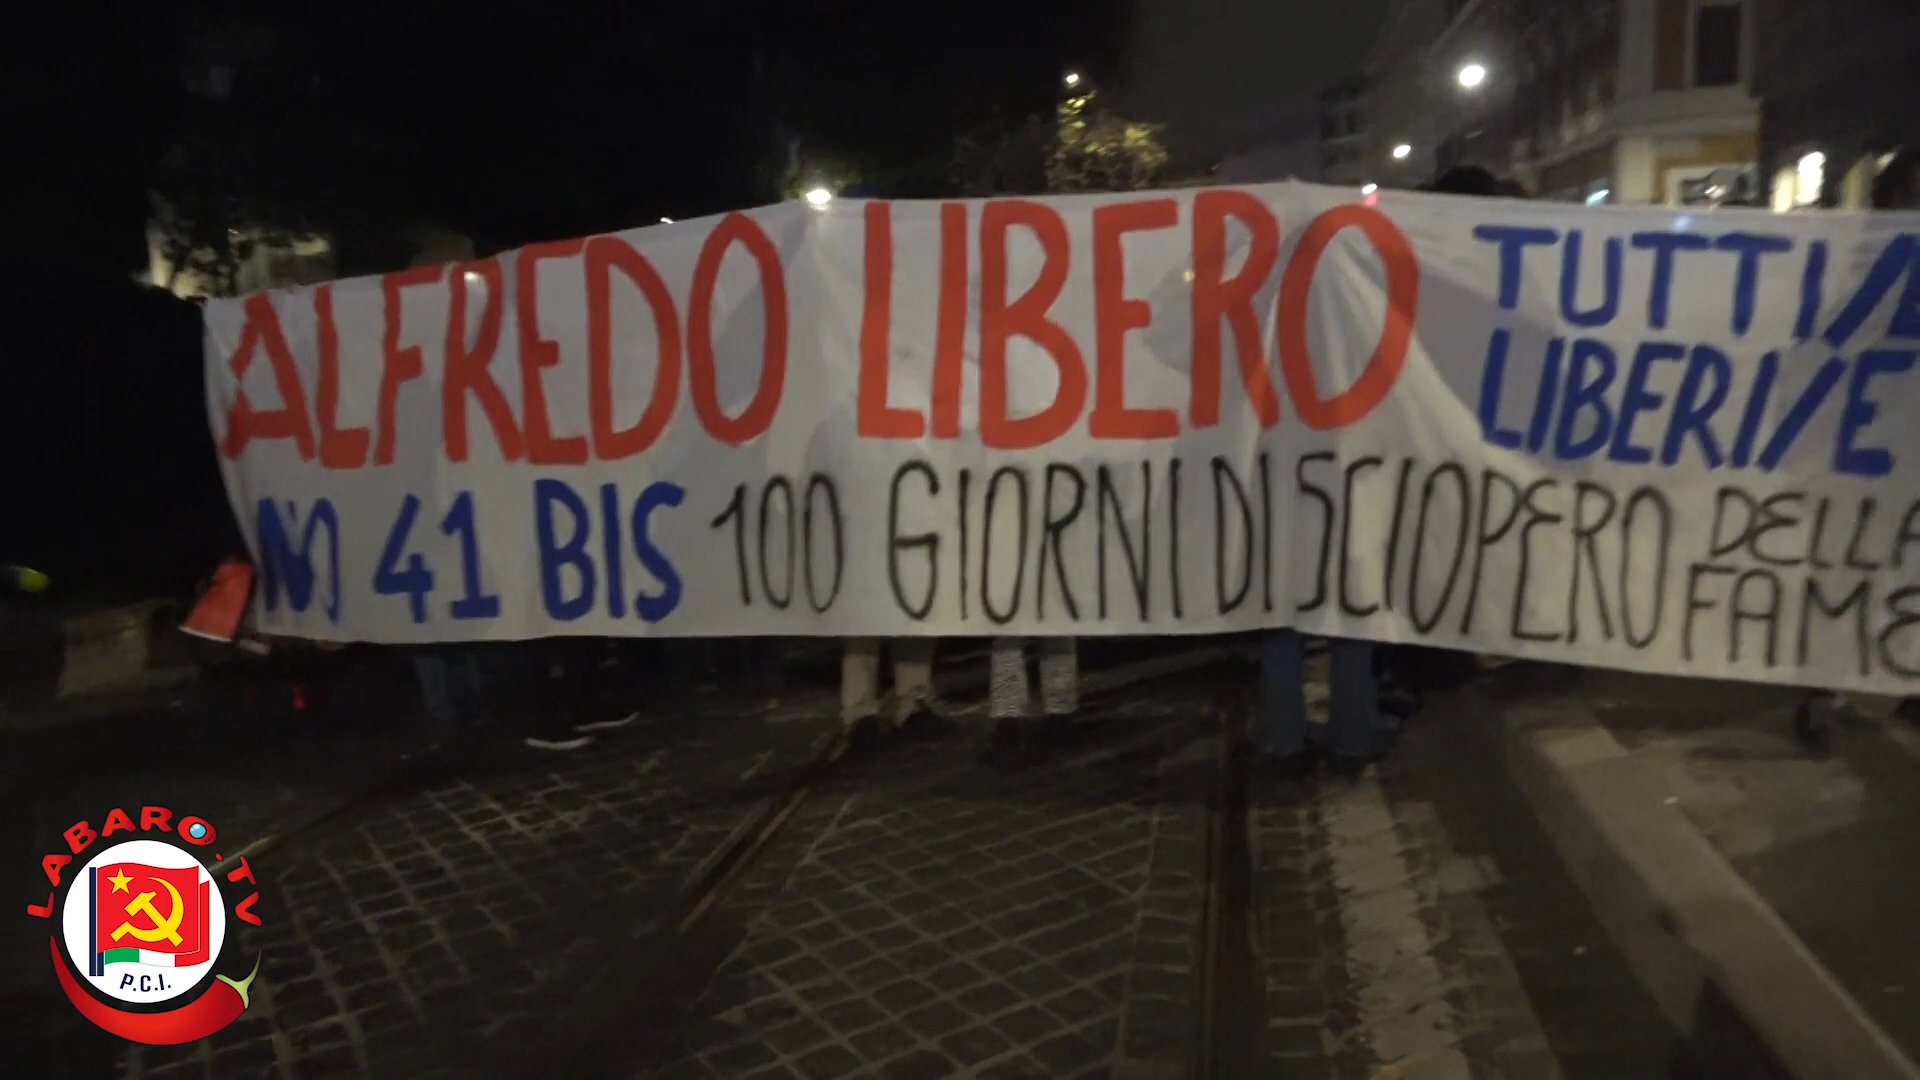 ALFREDO LIBERO
TUTTI/E
LIBERI/E
41 BIS 100 GIORNI DI SCIOPERO
DELLA
FAME
LABARO.TV
P.C.I.